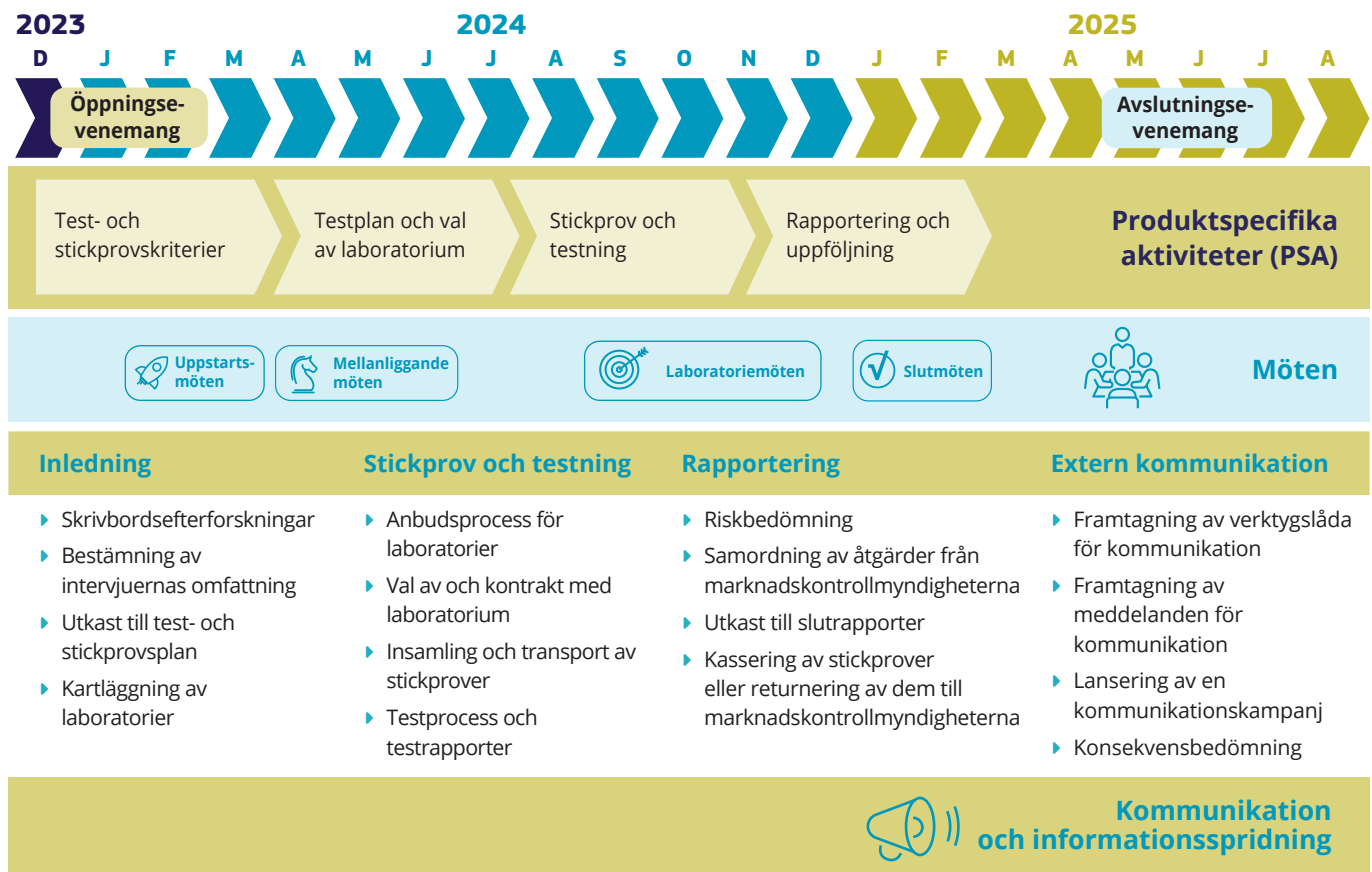 2023
2024
2025
D J F M A M J J A S O N D J F M A M J J A
Öppningse-
venemang
Avslutningse-
venemang
Test- och
stickprovskriterier
Testplan och val
av laboratorium
Stickprov och
testning
Rapportering och
uppföljning
Produktspecifika
aktiviteter (PSA)
Uppstarts-
möten
Mellanliggande
möten
Laboratoriemöten
Slutmöten
Möten
Inledning
Skrivbordsefterforskningar
Bestämning av
intervjuernas omfattning
Utkast till test- och
stickprovsplan
Kartläggning av
laboratorier
Stickprov och testning
Anbudsprocess för
laboratorier
Val av och kontrakt med
laboratorium
Insamling och transport av
stickprover
Testprocess och
testrapporter
Rapportering
Riskbedömning
Samordning av åtgärder från
marknadskontrollmyndigheterna
Utkast till slutrapporter
Kassering av stickprover
eller returnering av dem till
marknadskontrollmyndigheterna
Extern kommunikation
Framtagning av verktygslåda
för kommunikation
Framtagning av
meddelanden för
kommunikation
Lansering av en
kommunikationskampanj
Konsekvensbedömning
Kommunikation
och informationsspridning